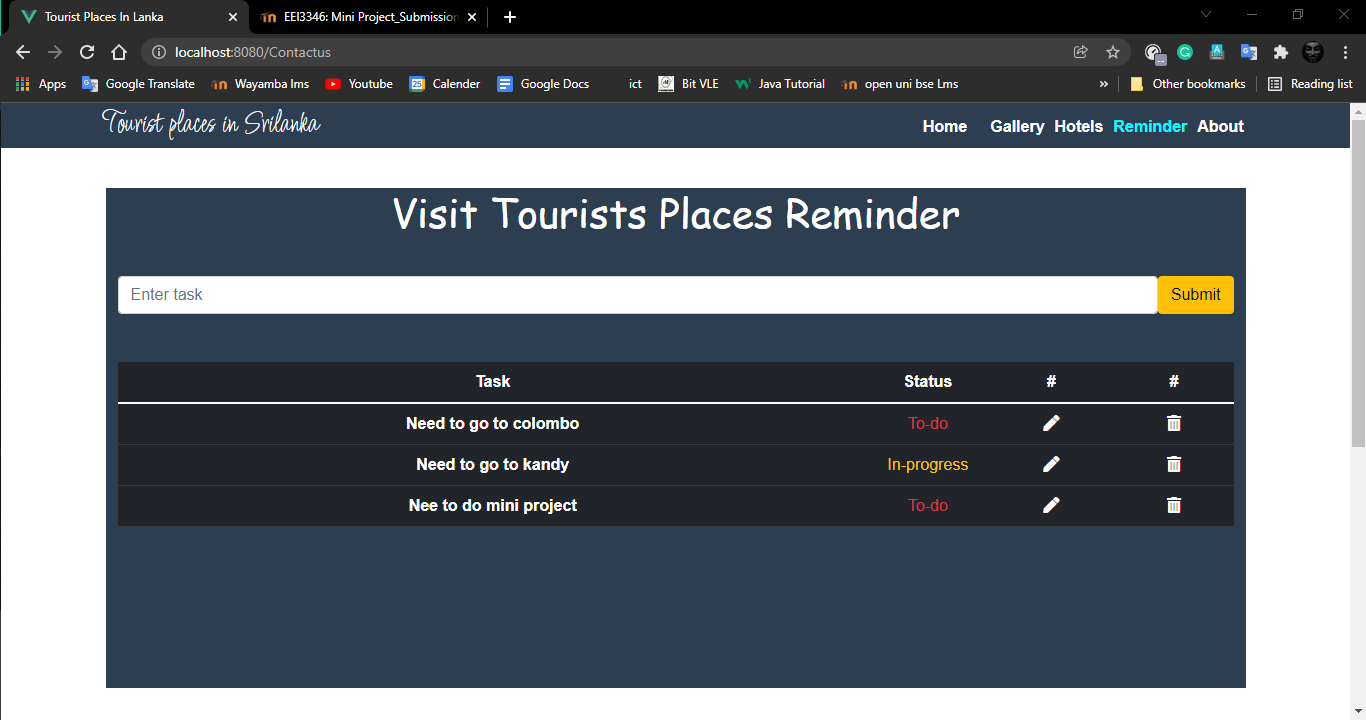 Tourist Places In Lanka
EEI3346: Mini Project_Submission
localhost:8080/Contactus
Apps Google Translate Wayamba lms Youtube Calender Google Docs ict Bit VLE Java Tutorial open uni bse Lms » Other bookmarks Reading list
Tourist places in Srilanka
Home Gallery Hotels Reminder About
Visit Tourists Places Reminder
Enter task Submit
Task Status # #
Need to go to colombo To-do
Need to go to kandy In-progress
Nee to do mini project To-do